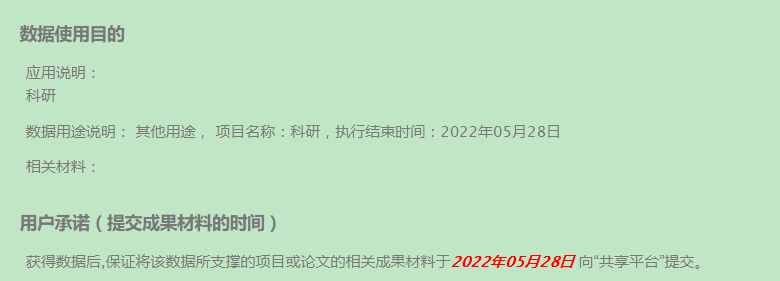 数据使用目的
应用说明：
科研
数据用途说明： 其他用途， 项目名称：科研，执行结束时间：2022年05月28日
相关材料：
用户承诺（提交成果材料的时间）
获得数据后,保证将该数据所支撑的项目或论文的相关成果材料于2022年05月28日 向“共享平台”提交。